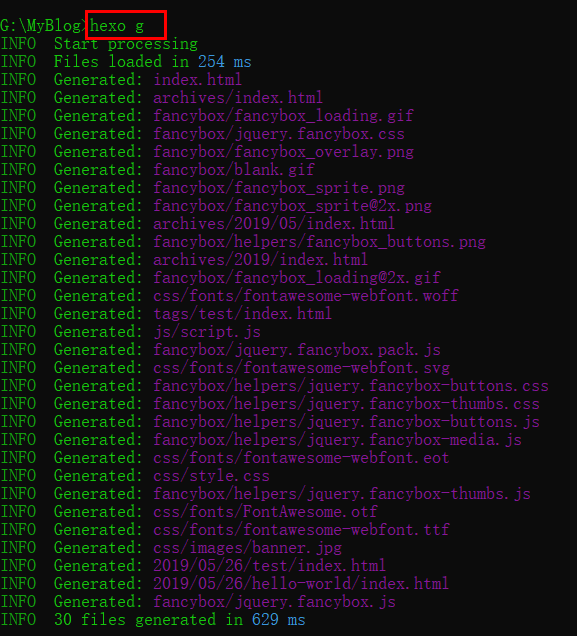 G:\MyBlog>hexo g
INFO  Start processing
INFO  Files loaded in 254 ms
INFO  Generated: index.html
INFO  Generated: archives/index.html
INFO  Generated: fancybox/fancybox_loading.gif
INFO  Generated: fancybox/jquery.fancybox.css
INFO  Generated: fancybox/fancybox_overlay.png
INFO  Generated: fancybox/blank.gif
INFO  Generated: fancybox/fancybox_sprite.png
INFO  Generated: fancybox/fancybox_sprite@2x.png
INFO  Generated: archives/2019/05/index.html
INFO  Generated: fancybox/helpers/fancybox_buttons.png
INFO  Generated: archives/2019/index.html
INFO  Generated: fancybox/fancybox_loading@2x.gif
INFO  Generated: css/fonts/fontawesome-webfont.woff
INFO  Generated: tags/test/index.html
INFO  Generated: js/script.js
INFO  Generated: fancybox/jquery.fancybox.pack.js
INFO  Generated: css/fonts/fontawesome-webfont.svg
INFO  Generated: fancybox/helpers/jquery.fancybox-buttons.css
INFO  Generated: fancybox/helpers/jquery.fancybox-thumbs.css
INFO  Generated: fancybox/helpers/jquery.fancybox-buttons.js
INFO  Generated: fancybox/helpers/jquery.fancybox-media.js
INFO  Generated: css/fonts/fontawesome-webfont.eot
INFO  Generated: css/style.css
INFO  Generated: fancybox/helpers/jquery.fancybox-thumbs.js
INFO  Generated: css/fonts/FontAwesome.otf
INFO  Generated: css/fonts/fontawesome-webfont.ttf
INFO  Generated: css/images/banner.jpg
INFO  Generated: 2019/05/26/test/index.html
INFO  Generated: 2019/05/26/hello-world/index.html
INFO  Generated: fancybox/jquery.fancybox.js
INFO  30 files generated in 629 ms